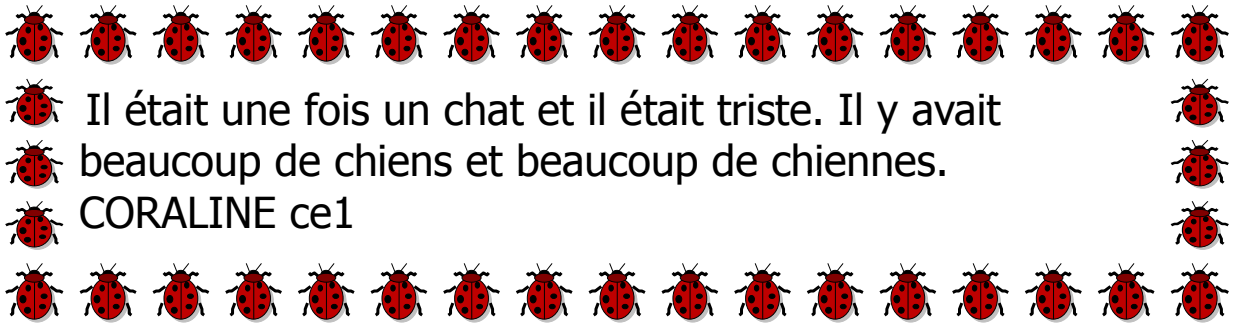 Il était une fois un chat et il était triste. Il y avait
beaucoup de chiens et beaucoup de chiennes.
CORALINE ce1